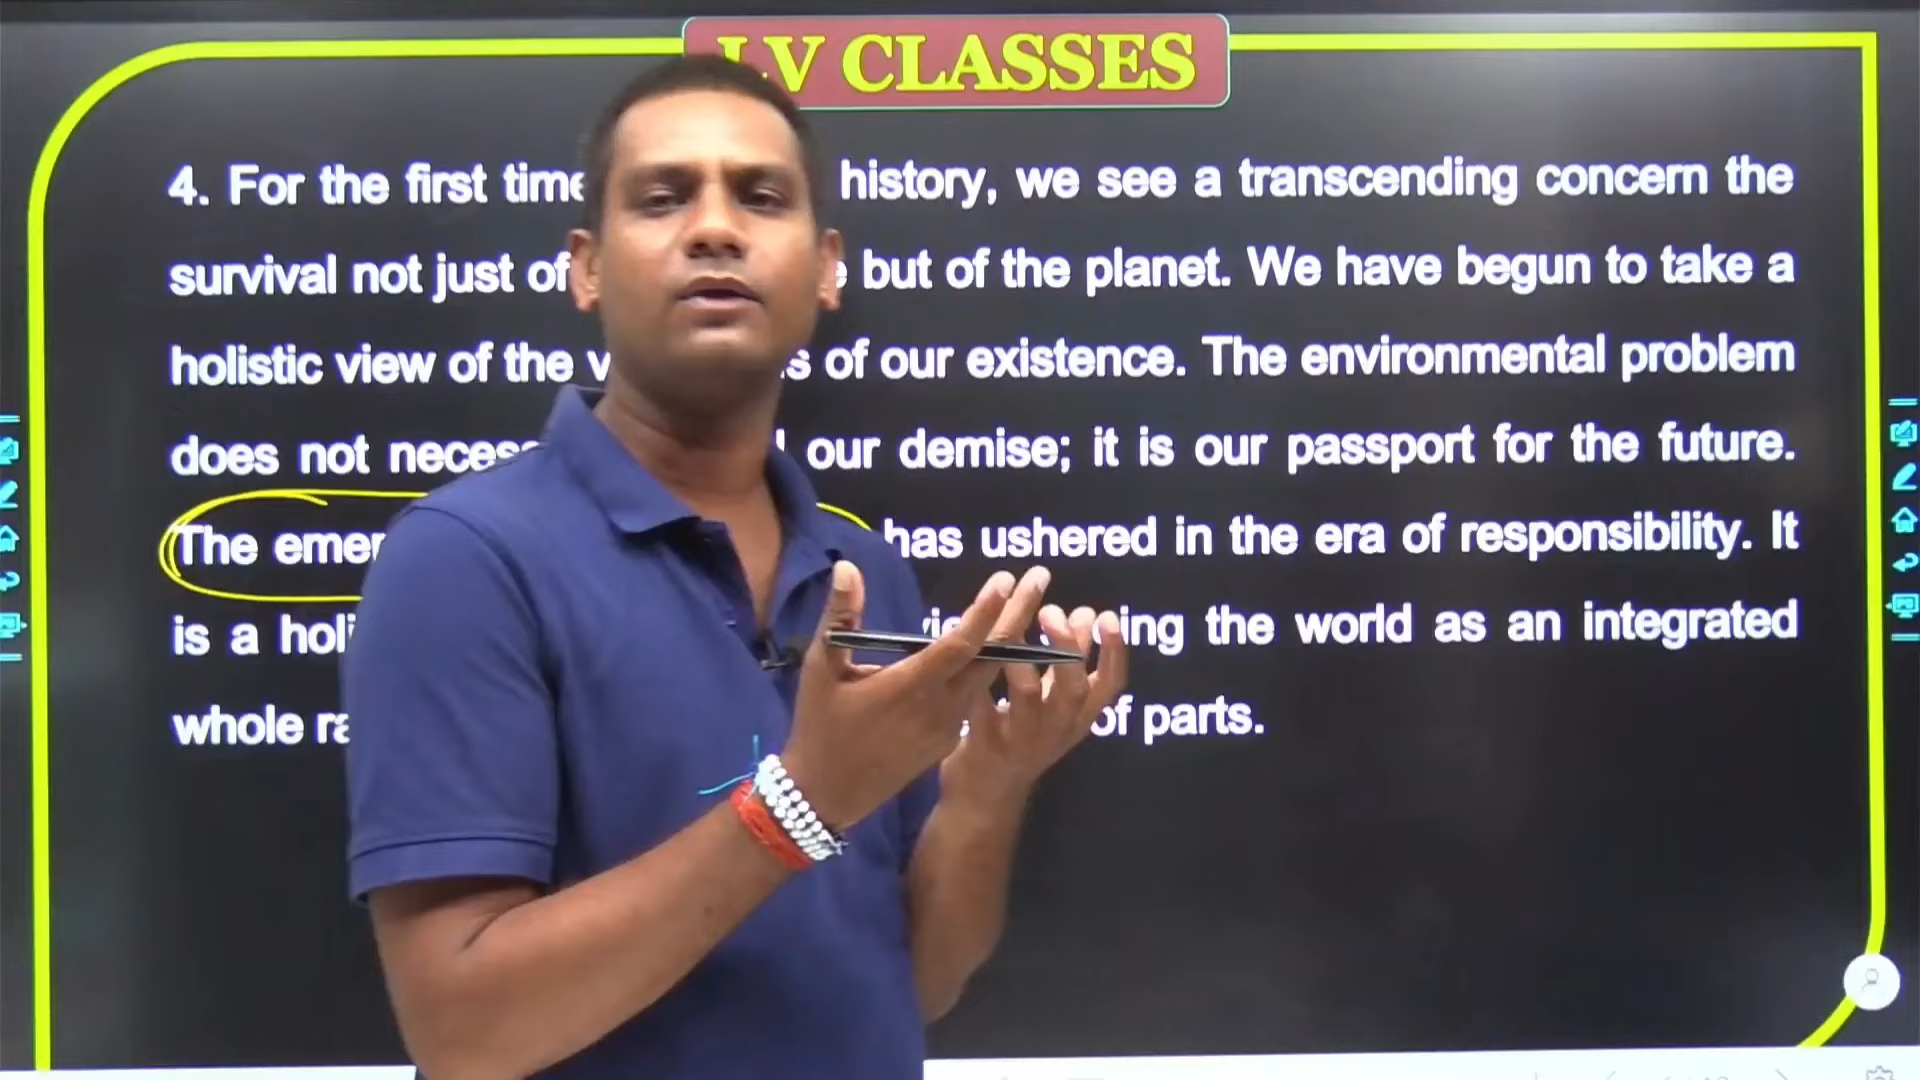 LV CLASSES
4. For the first time history, we see a transcending concern the
survival not just of but of the planet. We have begun to take a
holistic view of the of our existence. The environmental problem
does not our demise; it is our passport for the future.
The has ushered in the era of responsibility. It
is a the world as an integrated
whole of parts.